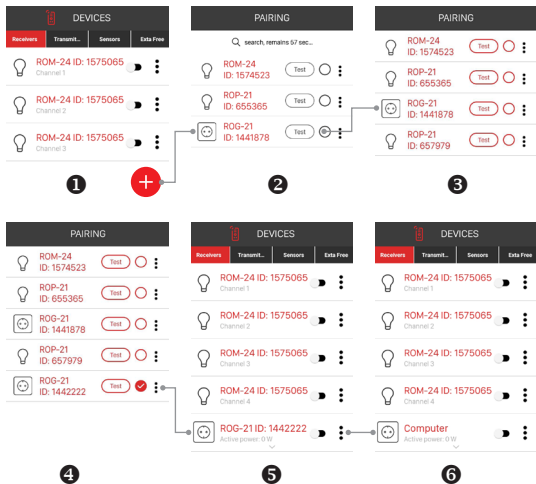 DEVICES
Receivers Transmit... Sensors Exta Free
ROM-24 ID: 1575065
Channel 1
ROM-24 ID: 1575065
Channel 2
ROM-24 ID: 1575065
Channel 3
+
1
PAIRING
search, remains 57 sec...
ROM-24
ID: 1574523
Test
ROP-21
ID: 655365
Test
ROG-21
ID: 1441878
Test
2
PAIRING
ROM-24
ID: 1574523
Test
ROP-21
ID: 655365
Test
ROG-21
ID: 1441878
Test
ROP-21
ID: 657979
Test
3
PAIRING
ROM-24
ID: 1574523
Test
ROP-21
ID: 655365
Test
ROG-21
ID: 1441878
Test
ROP-21
ID: 657979
Test
ROG-21
ID: 1442222
Test
4
DEVICES
Receivers Transmit... Sensors Exta Free
ROM-24 ID: 1575065
Channel 1
ROM-24 ID: 1575065
Channel 2
ROM-24 ID: 1575065
Channel 3
ROM-24 ID: 1575065
Channel 4
ROG-21 ID: 1442222
Active power: 0 W
5
DEVICES
Receivers Transmit... Sensors Exta Free
ROM-24 ID: 1575065
Channel 1
ROM-24 ID: 1575065
Channel 2
ROM-24 ID: 1575065
Channel 3
ROM-24 ID: 1575065
Channel 4
Computer
Active power: 0 W
6